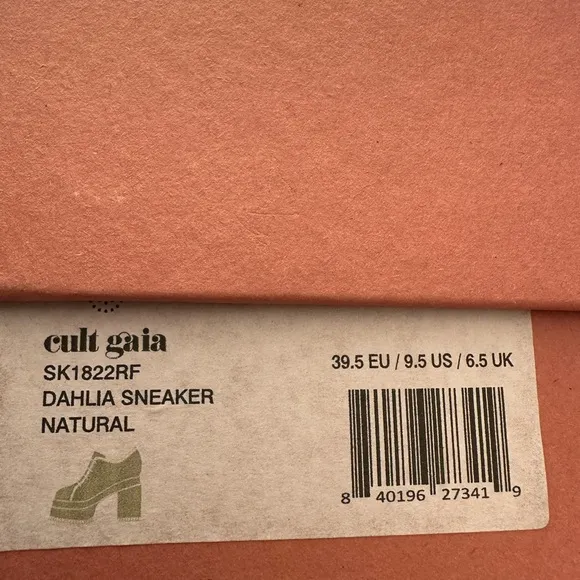 cult gaia
SK1822RF
DAHLIA SNEAKER
NATURAL
39.5 EU / 9.5 US / 6.5 UK
8 40196 27341 9